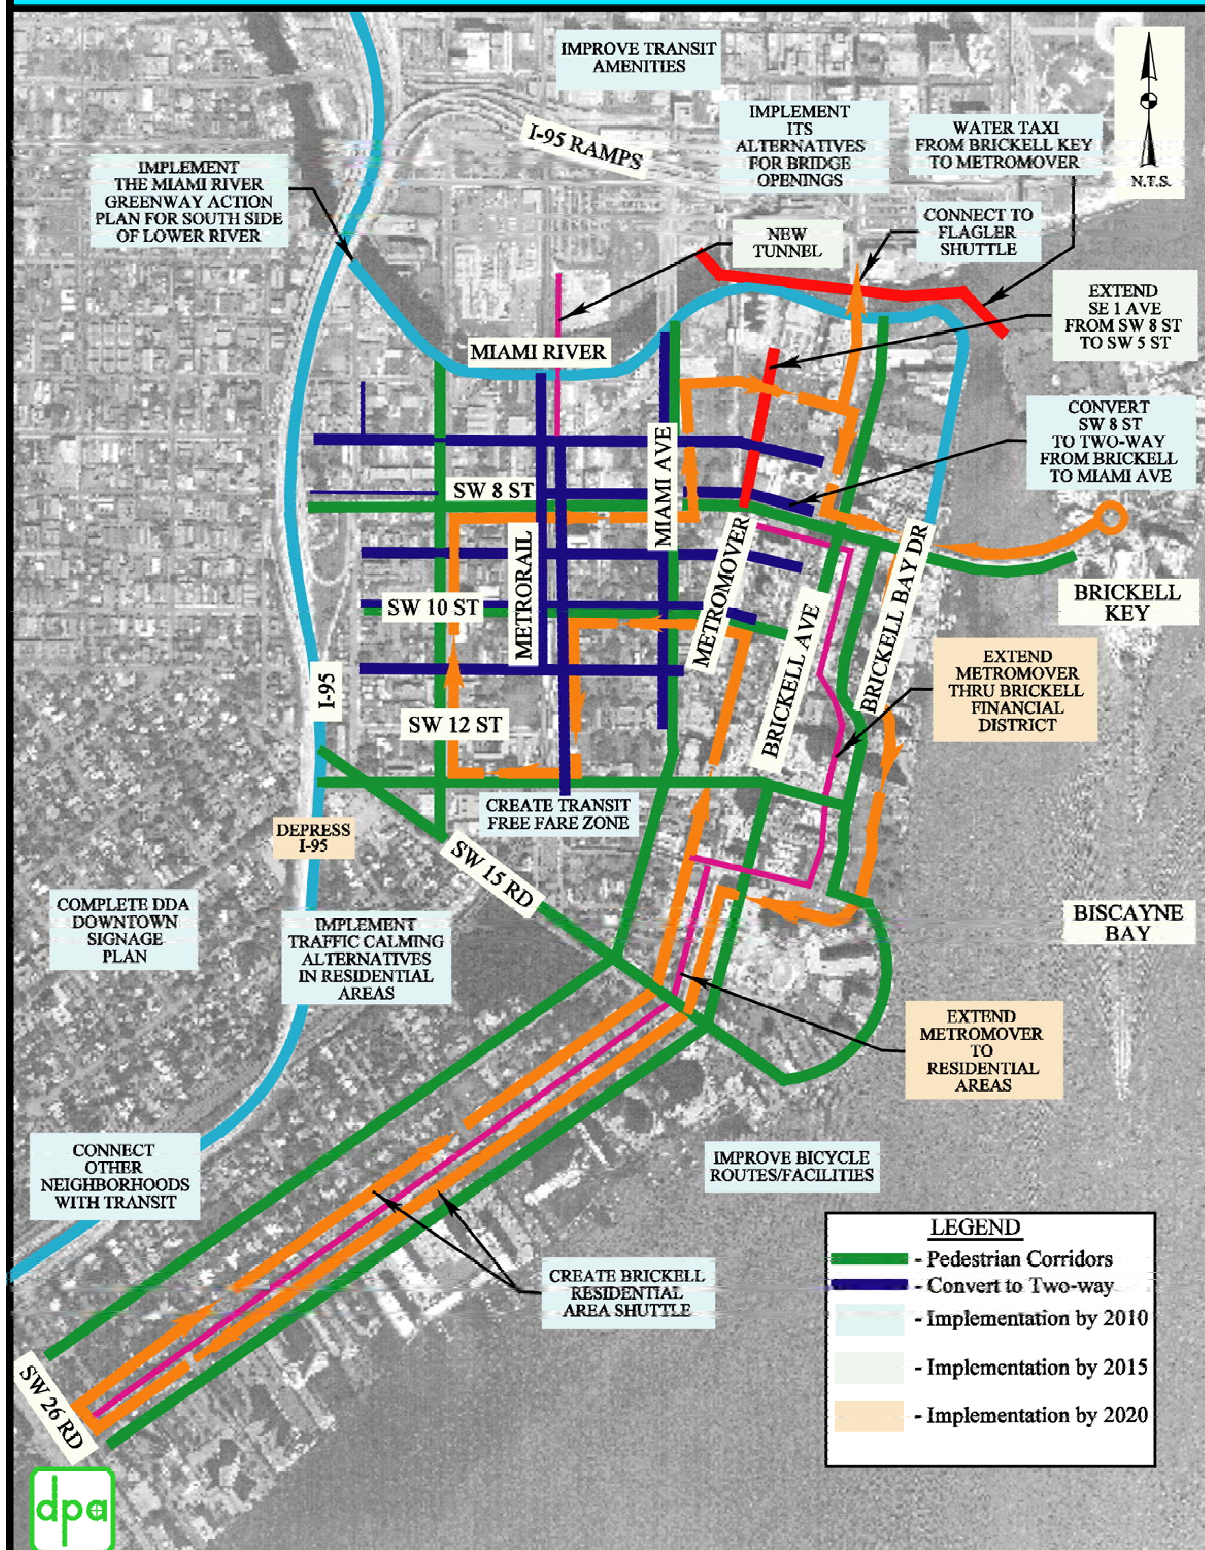 IMPROVE TRANSIT
AMENITIES
IMPLEMENT
ITS
ALTERNATIVES
FOR BRIDGE
OPENINGS
WATER TAXI
FROM BRICKELL KEY
TO METROMOVER
N.T.S.
I-95 RAMPS
IMPLEMENT
THE MIAMI RIVER
GREENWAY ACTION
PLAN FOR SOUTH SIDE
OF LOWER RIVER
NEW
TUNNEL
CONNECT TO
FLAGLER
SHUTTLE
EXTEND
SE 1 AVE
FROM SW 8 ST
TO SW 5 ST
MIAMI RIVER
CONVERT
SW 8 ST
TO TWO-WAY
FROM BRICKELL
TO MIAMI AVE
MIAMI AVE
SW 8 ST
METRORAIL
METROMOVER
BRICKELL AVE
BRICKELL BAY DR
BRICKELL
KEY
SW 10 ST
I-95
SW 12 ST
EXTEND
METROMOVER
THRU BRICKELL
FINANCIAL
DISTRICT
CREATE TRANSIT
FREE FARE ZONE
DEPRESS
I-95
SW 15 RD
COMPLETE DDA
DOWNTOWN
SIGNAGE
PLAN
IMPLEMENT
TRAFFIC CALMING
ALTERNATIVES
IN RESIDENTIAL
AREAS
BISCAYNE
BAY
EXTEND
METROMOVER
TO
RESIDENTIAL
AREAS
CONNECT
OTHER
NEIGHBORHOODS
WITH TRANSIT
IMPROVE BICYCLE
ROUTES/FACILITIES
CREATE BRICKELL
RESIDENTIAL
AREA SHUTTLE
SW 26 RD
LEGEND
- Pedestrian Corridors
- Convert to Two-way
- Implementation by 2010
- Implementation by 2015
- Implementation by 2020
dpa